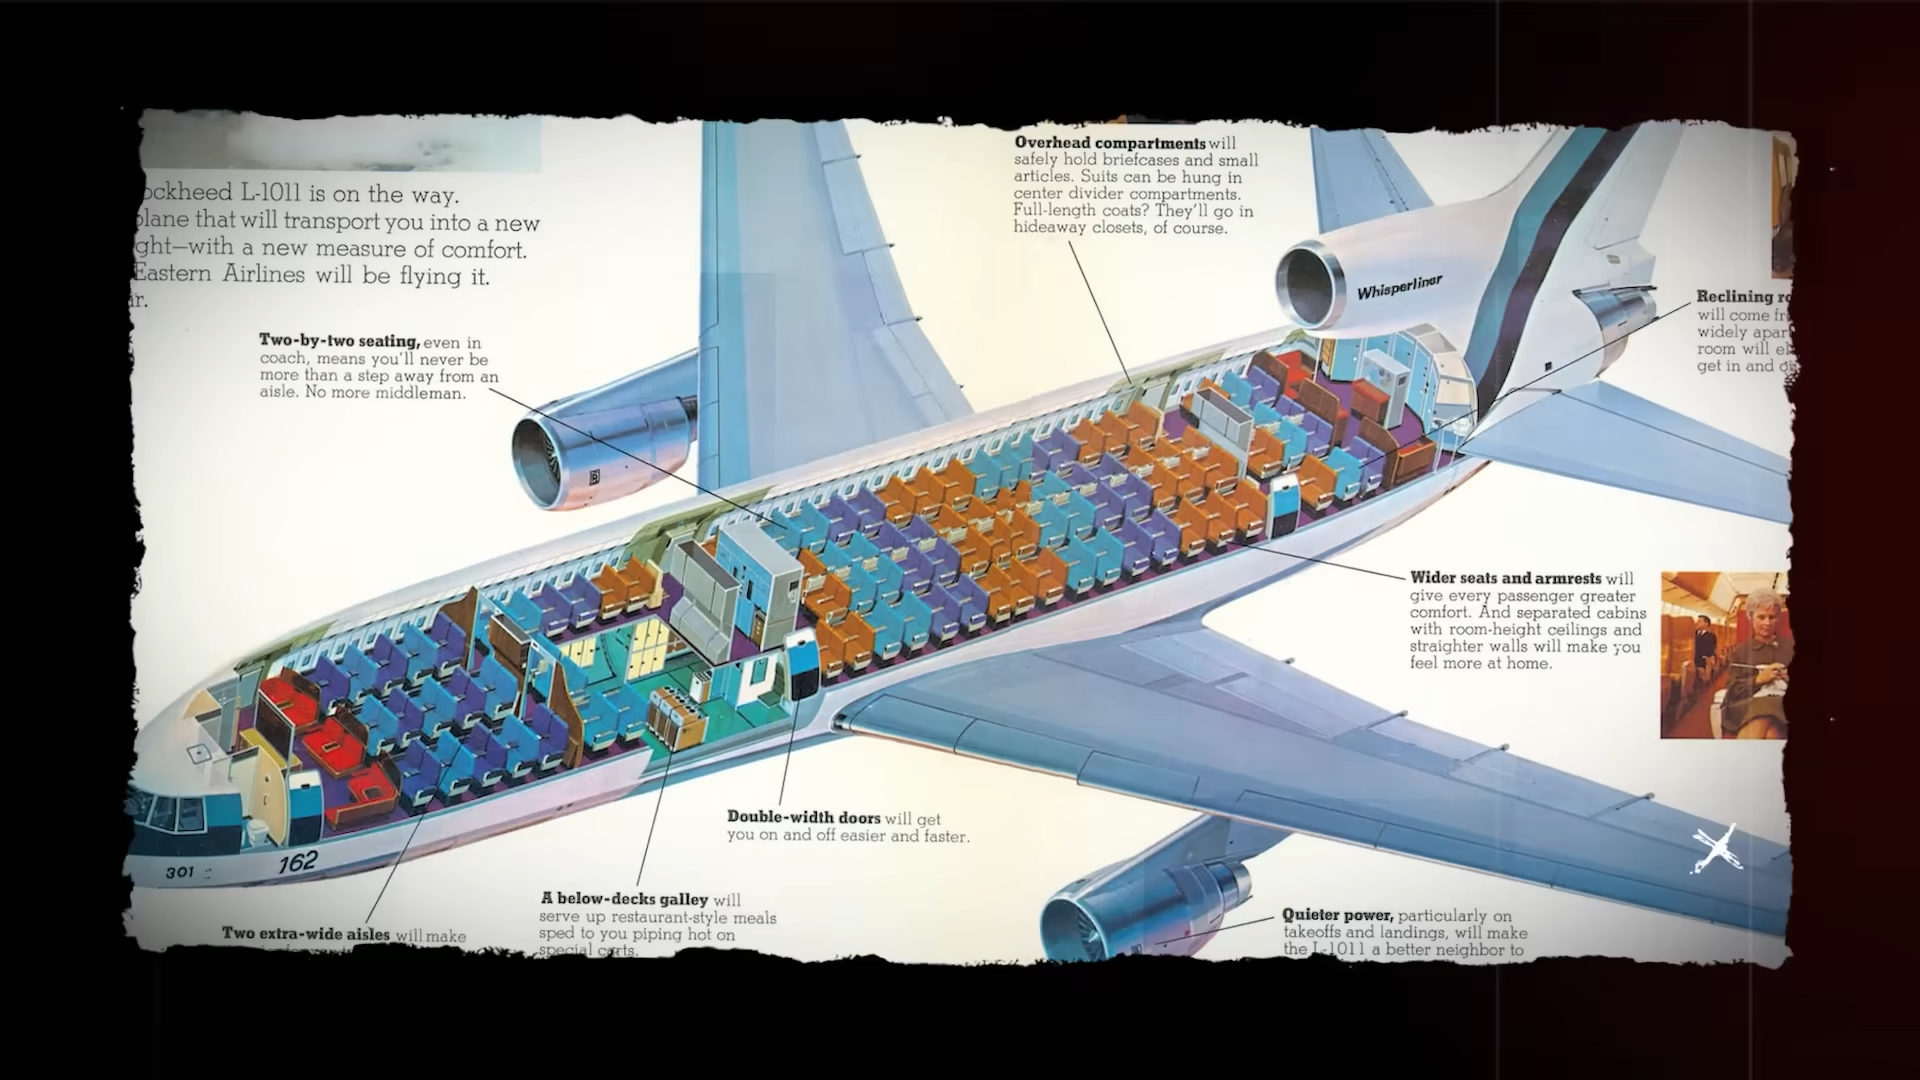 ockheed L-1011 is on the way.
plane that will transport you into a new
ght—with a new measure of comfort.
Eastern Airlines will be flying it.
r.
Two-by-two seating, even in
coach, means you'll never be
more than a step away from an
aisle. No more middleman.
Overhead compartments will
safely hold briefcases and small
articles. Suits can be hung in
center divider compartments.
Full-length coats? They'll go in
hideaway closets, of course.
Whisperliner
Reclining ro
will come fr
widely apar
room will el
get in and o
Wider seats and armrests will
give every passenger greater
comfort. And separated cabins
with room-height ceilings and
straighter walls will make you
feel more at home.
Double-width doors will get
you on and off easier and faster.
301
162
A below-decks galley will
serve up restaurant-style meals
sped to you piping hot on
special carts.
Two extra-wide aisles will make
Quieter power, particularly on
takeoffs and landings, will make
the L-1011 a better neighbor to